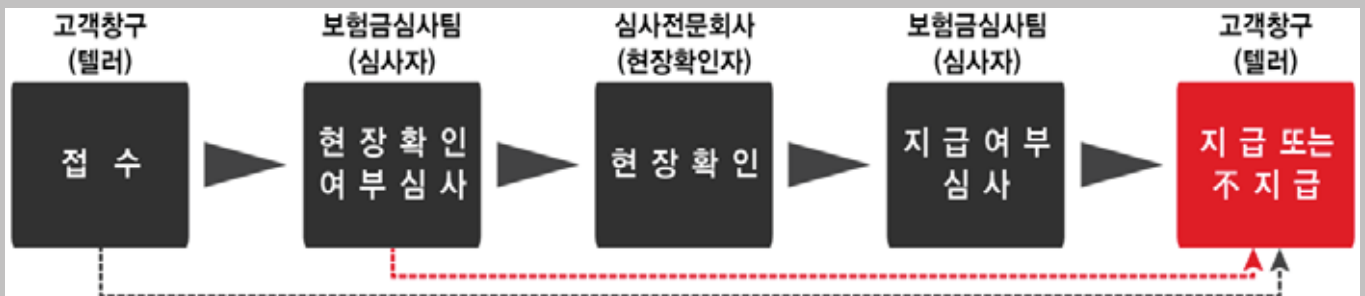 고객창구
(텔러)
보험금심사팀
(심사자)
심사전문회사
(현장확인자)
보험금심사팀
(심사자)
고객창구
(텔러)
접 수
현 장 확 인
여 부 심 사
현 장 확 인
지 급 여 부
심 사
지 급 또는
不 지 급